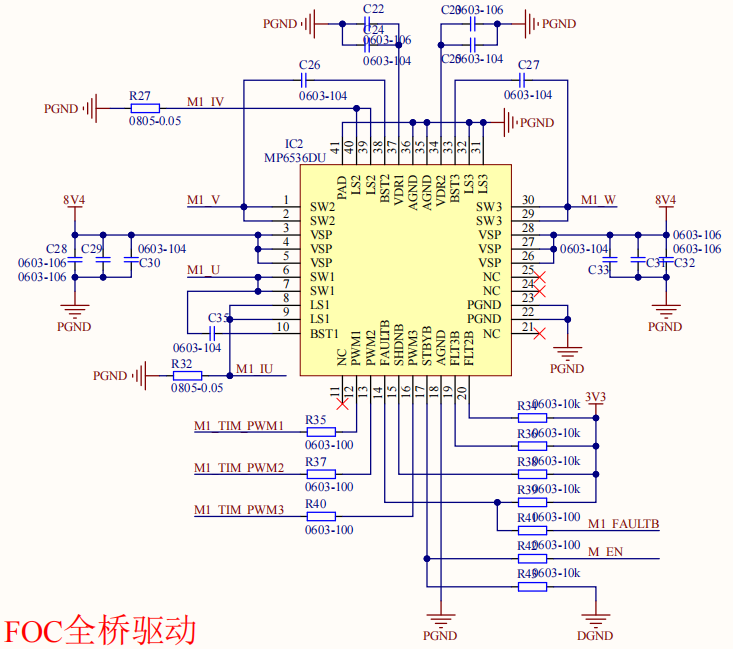 C22
PGND
C24
0603-106
0603-104
C23
0603-106
PGND
C25
0603-104
C26
0603-104
C27
0603-104
PGND
R27
0805-0.05
M1_IV
PGND
IC2
MP6536DU
41
40
39
38
37
36
35
34
33
32
31
PAD
LS2
LS2
BST2
VDR1
AGND
AGND
VDR2
BST3
LS3
LS3
8V4
M1_V
1
SW2
2
SW2
3
VSP
4
VSP
5
VSP
6
SW1
7
SW1
8
LS1
9
LS1
10
BST1
SW3
30
SW3
29
VSP
28
VSP
27
VSP
26
NC
25
NC
24
PGND
23
PGND
22
NC
21
M1_W
8V4
C28
C29
0603-104
0603-106
0603-106
C30
PGND
M1_U
C35
0603-104
PGND
R32
0805-0.05
M1_IU
0603-106
0603-104
0603-106
C33
C31
C32
PGND
PGND
NC
PWM1
PWM2
FAULTB
SHDNB
PWM3
STBYB
AGND
FLT3B
FLT2B
11
12
13
14
15
16
17
18
19
20
M1_TIM_PWM1
R35
0603-100
M1_TIM_PWM2
R37
0603-100
M1_TIM_PWM3
R40
0603-100
3V3
R34
0603-10k
R36
0603-10k
R38
0603-10k
R39
0603-10k
R41
0603-100
M1_FAULTB
R42
0603-100
M_EN
R43
0603-10k
PGND
DGND
FOC全桥驱动